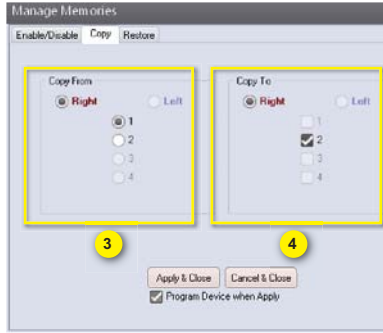 Manage Memories
Enable/Disable Copy Restore
Copy From Copy To
Right Left Right Left
1 1
2 2
3 3
4 4
3 4
Apply & Close Cancel & Close
Program Device when Apply